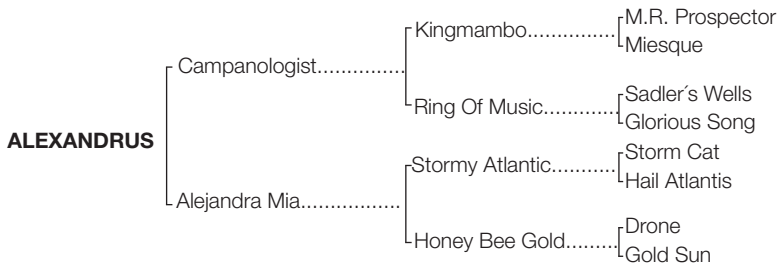 M.R. Prospector
Kingmambo...............
Miesque
Campanologist...............
Sadler´s Wells
Ring Of Music.............
Glorious Song
ALEXANDRUS
Storm Cat
Stormy Atlantic...........
Hail Atlantis
Alejandra Mia..................
Drone
Honey Bee Gold.........
Gold Sun